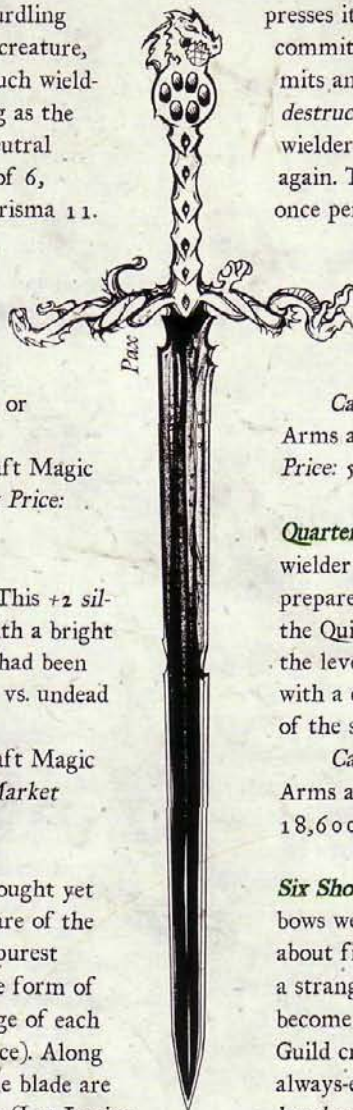 urdling
creature,
uch wield-
g as the
utral
of 6,
risma 11.
or
ft Magic
Price:
This +2 sil-
th a bright
had been
vs. undead
ft Magic
Market
ought yet
are of the
purest
e form of
ge of each
ce). Along
e blade are
Pax
presses it
commit
mits an
destruc
wielder
again. T
once per
Ca
Arms a
Price: 5
Quarter
wielder
prepare
the Qui
the leve
with a
of the s
Ca
Arms a
18,600
Six Sho
bows we
about fi
a strang
become
Guild cr
always-